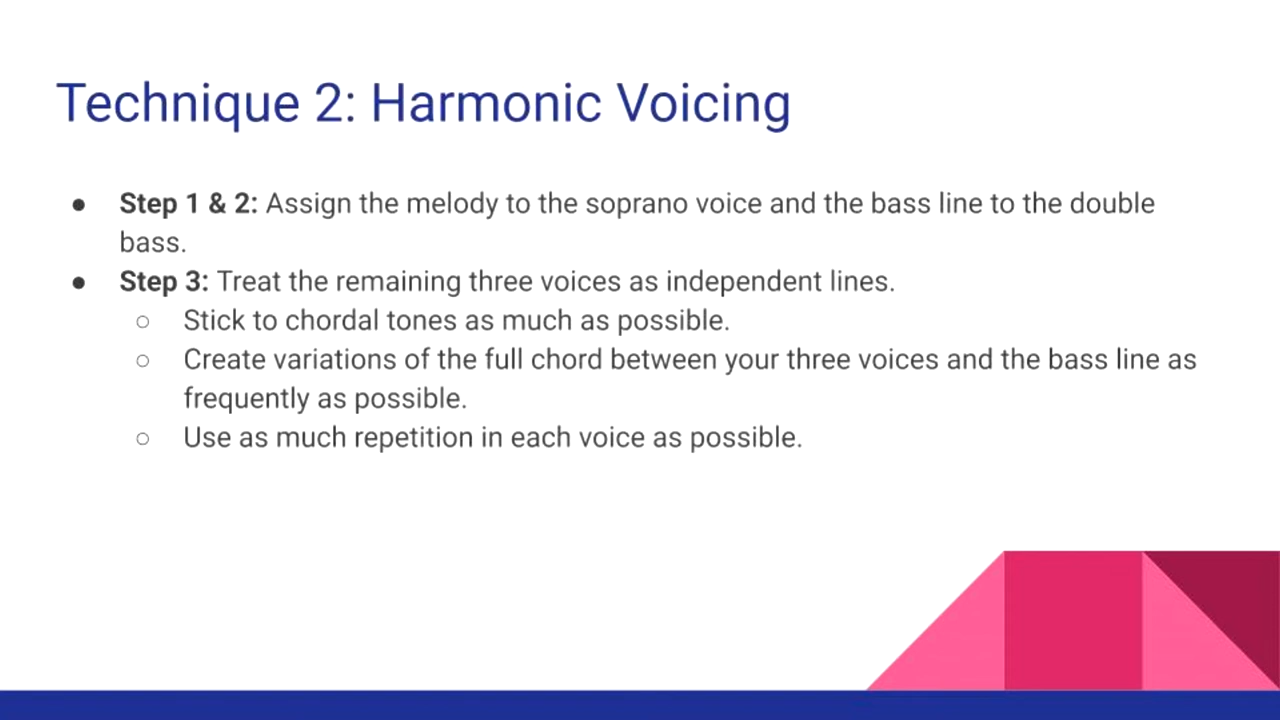 Technique 2: Harmonic Voicing
● Step 1 & 2: Assign the melody to the soprano voice and the bass line to the double
bass.
● Step 3: Treat the remaining three voices as independent lines.
○ Stick to chordal tones as much as possible.
○ Create variations of the full chord between your three voices and the bass line as
frequently as possible.
○ Use as much repetition in each voice as possible.